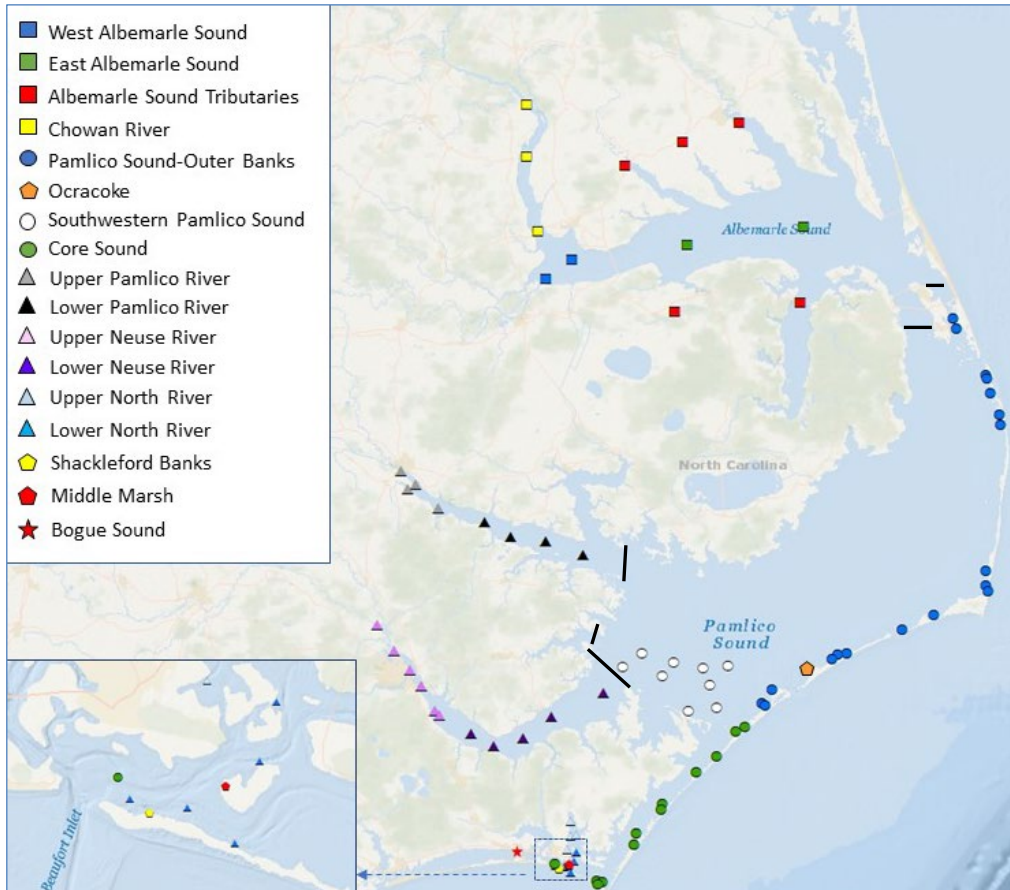 West Albemarle Sound
East Albemarle Sound
Albemarle Sound Tributaries
Chowan River
Pamlico Sound-Outer Banks
Ocracoke
Southwestern Pamlico Sound
Core Sound
Upper Pamlico River
Lower Pamlico River
Upper Neuse River
Lower Neuse River
Upper North River
Lower North River
Shackleford Banks
Middle Marsh
Bogue Sound
Albemarle Sound
North Carolina
Pamlico
Sound
Beaufort Inlet